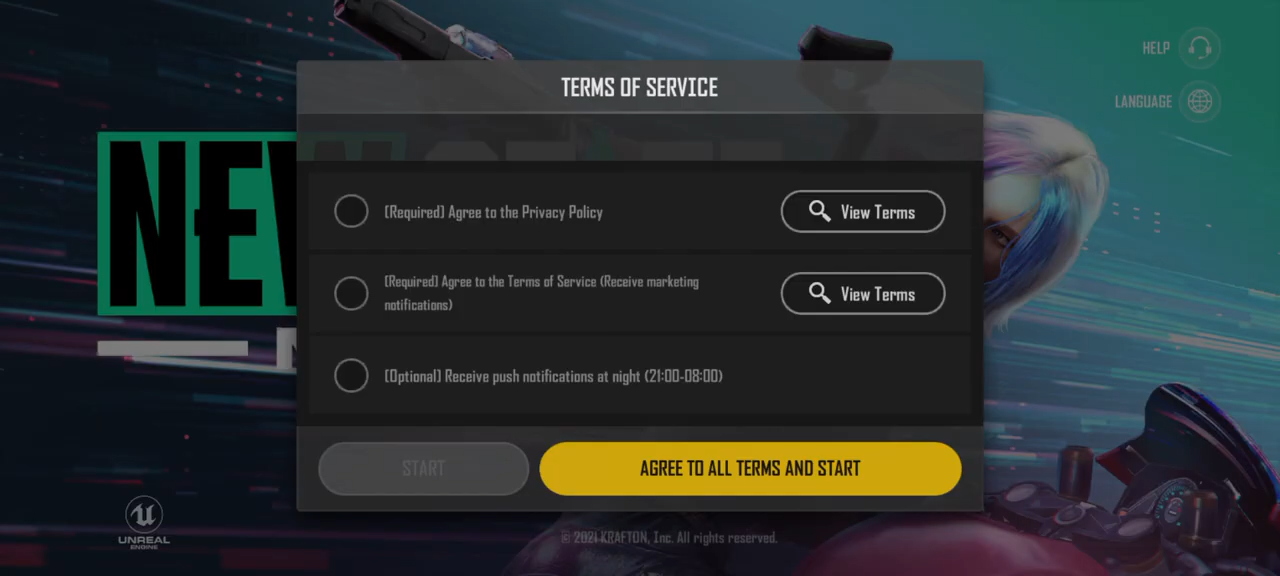 HELP
TERMS OF SERVICE
LANGUAGE
NEW
[Required] Agree to the Privacy Policy
View Terms
[Required] Agree to the Terms of Service (Receive marketing
notifications)
View Terms
[Optional] Receive push notifications at night (21:00-08:00)
START
AGREE TO ALL TERMS AND START
UNREAL
ENGINE
© 2021 KRAFTON, Inc. All rights reserved.